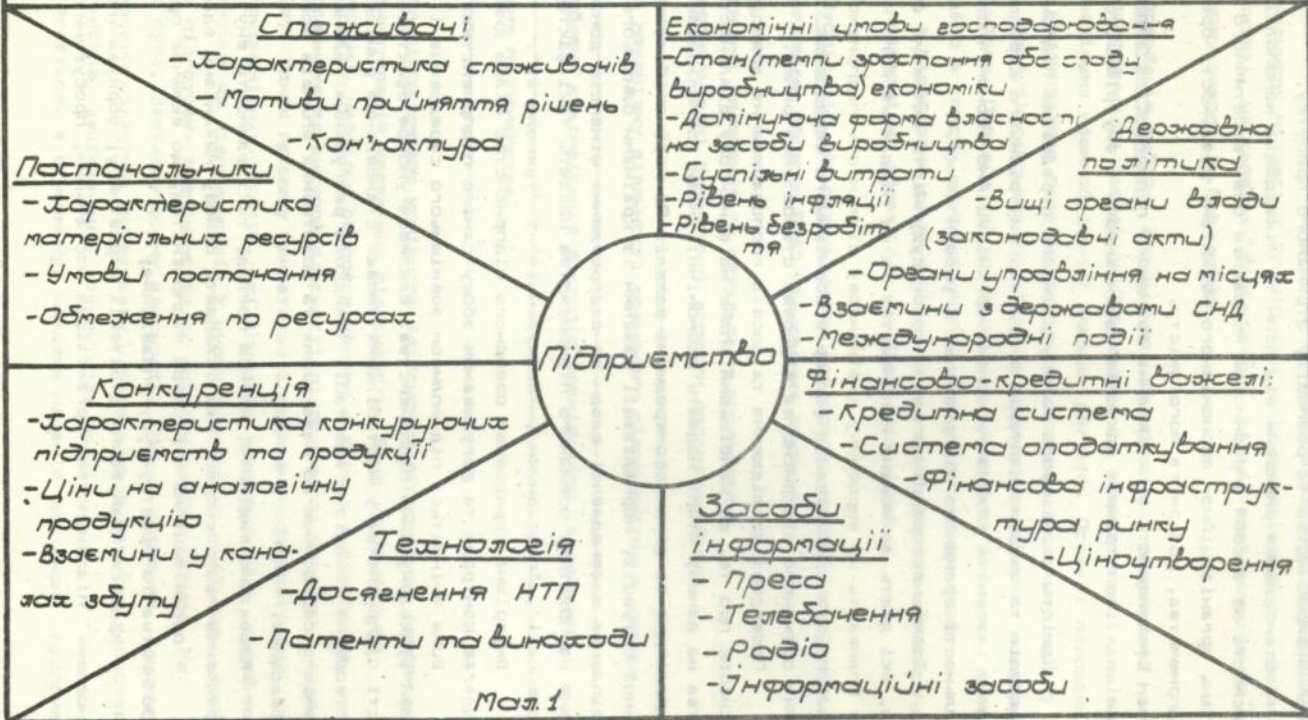 Споживачі
- Характеристика споживачів
- Мотиви прийняття рішень
- Кон'юктура
Постачальники
- Характеристика
матеріальних ресурсів
- Умови постачання
- Обмеження по ресурсах
Економічні умови господарювання
- Стан (темпи зростання або спаду
виробництва) економіки
- Домінуюча форма власності
на засоби виробництва
- Суспільні витрати
- Рівень інфляції
- Рівень безробіт
тя
Державна
політика
- Вищі органи влади
(законодавчі акти)
- Органи управління на місцях
- Взаємини з державами СНД
- Международні події
Підприємство
Конкуренція
- Характеристика конкуруючих
підприємств та продукції
- Ціни на аналогічну
продукцію
- Взаємини у кана-
лах збуту
Технологія
- Досягнення НТП
- Патенти та винаходи
Мал. 1
Засоби
інформації
- Преса
- Телебачення
- Радіо
- Інформаційні засоби
Фінансово-кредитні важелі:
- Кредитна система
- Система оподаткування
- Фінансова інфраструк-
тура ринку
- Ціноутворення